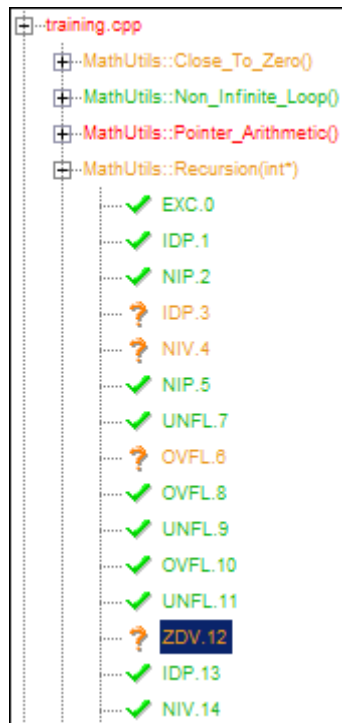 training.cpp
MathUtils::Close_To_Zero()
MathUtils::Non_Infinite_Loop()
MathUtils::Pointer_Arithmetic()
MathUtils::Recursion(int*)
EXC.0
IDP.1
NIP.2
IDP.3
NIV.4
NIP.5
UNFL.7
OVFL.6
OVFL.8
UNFL.9
OVFL.10
UNFL.11
ZDV.12
IDP.13
NIV.14